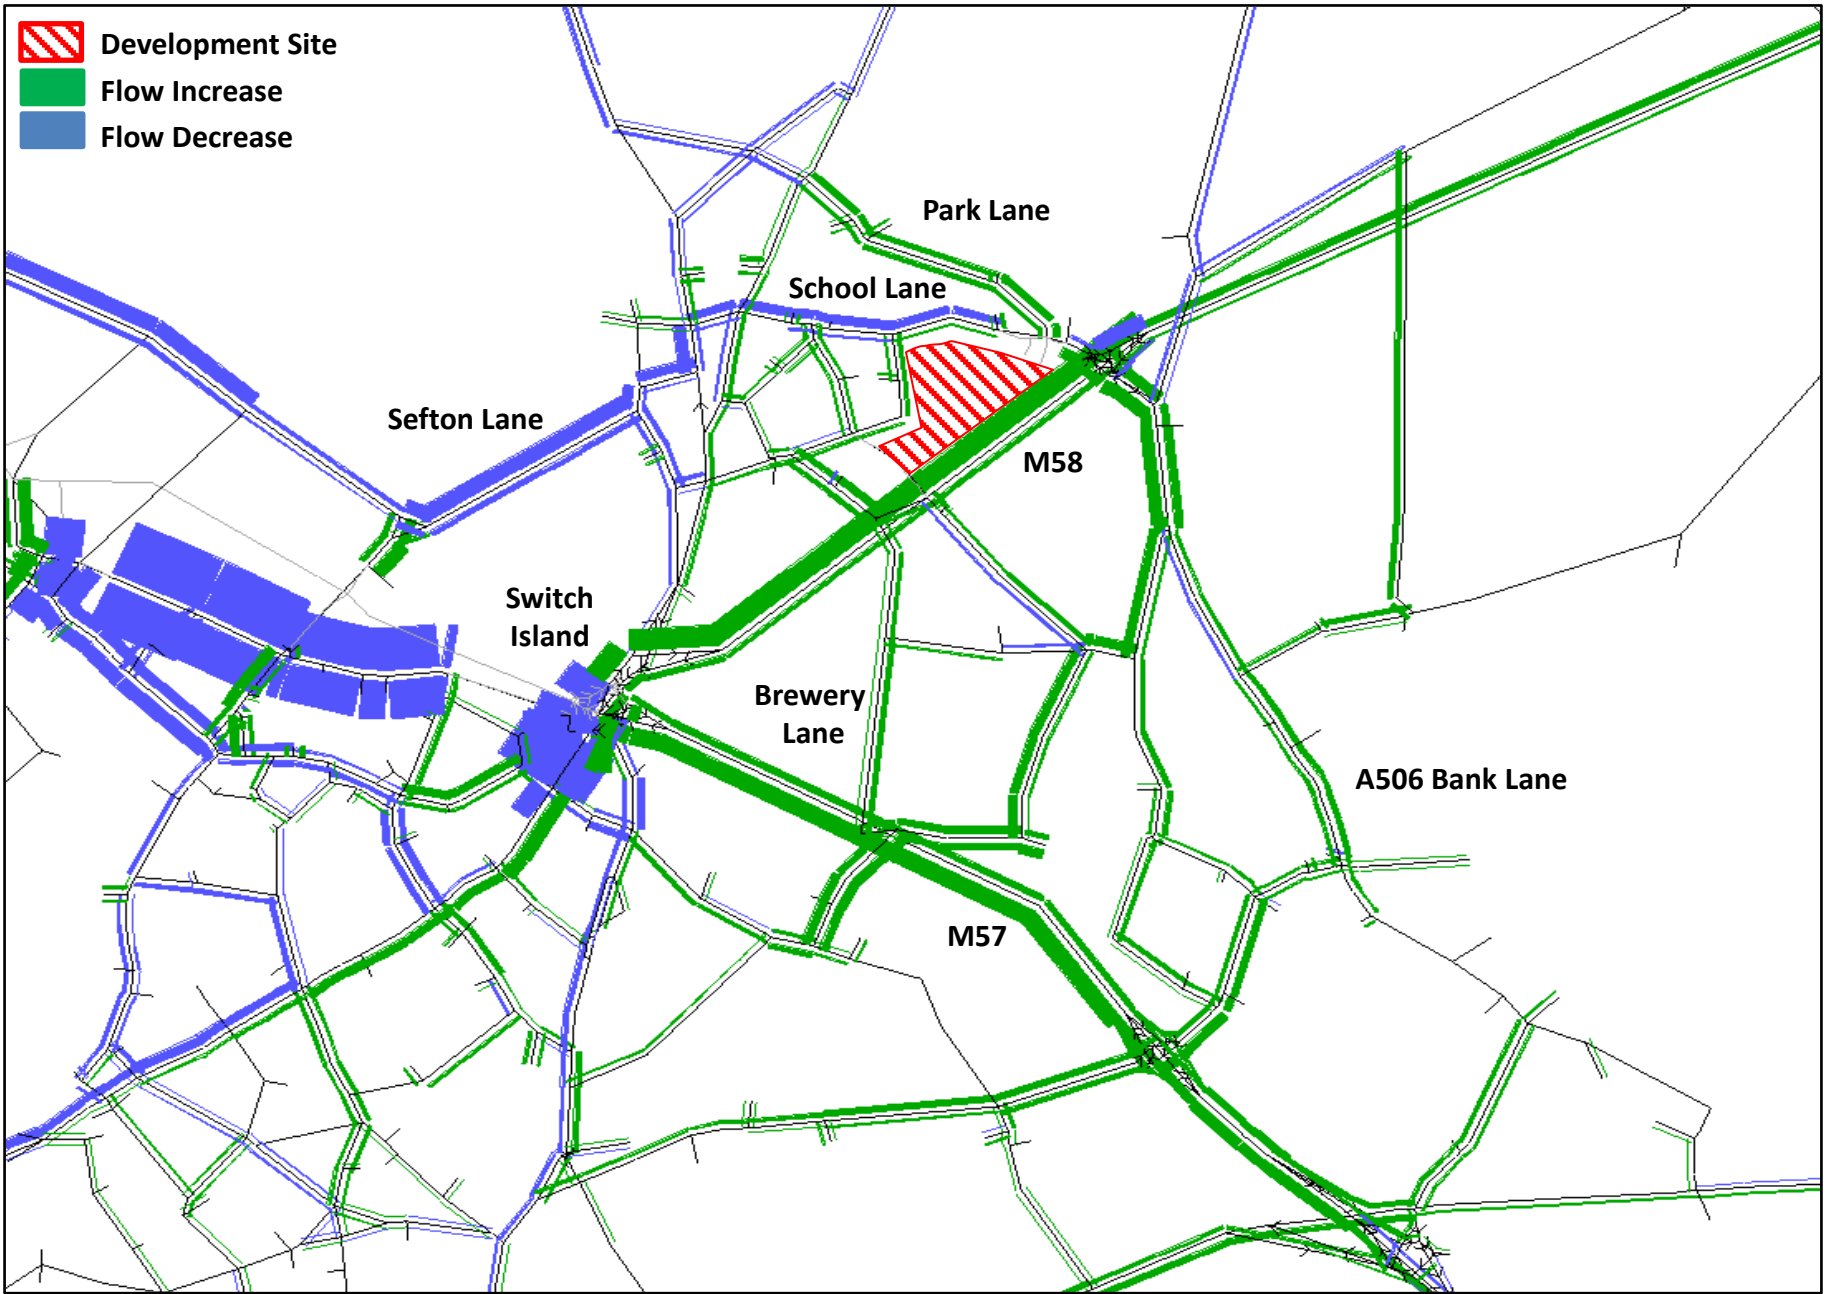 Development Site
Flow Increase
Flow Decrease
Park Lane
School Lane
Sefton Lane
M58
Switch
Island
Brewery
Lane
A506 Bank Lane
M57